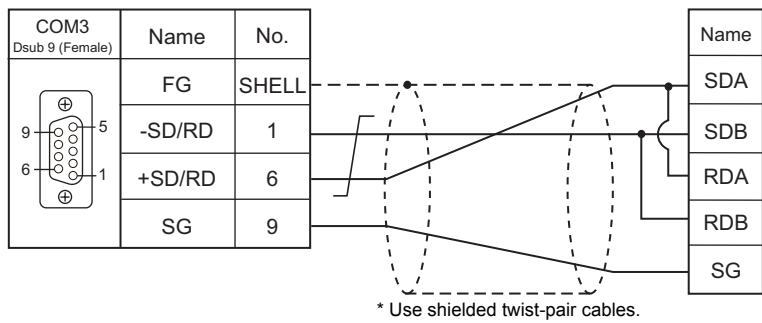 COM3
Dsub 9 (Female)
Name No.
FG SHELL
-SD/RD 1
+SD/RD 6
SG 9
9 5
6 1
Name
SDA
SDB
RDA
RDB
SG
* Use shielded twist-pair cables.